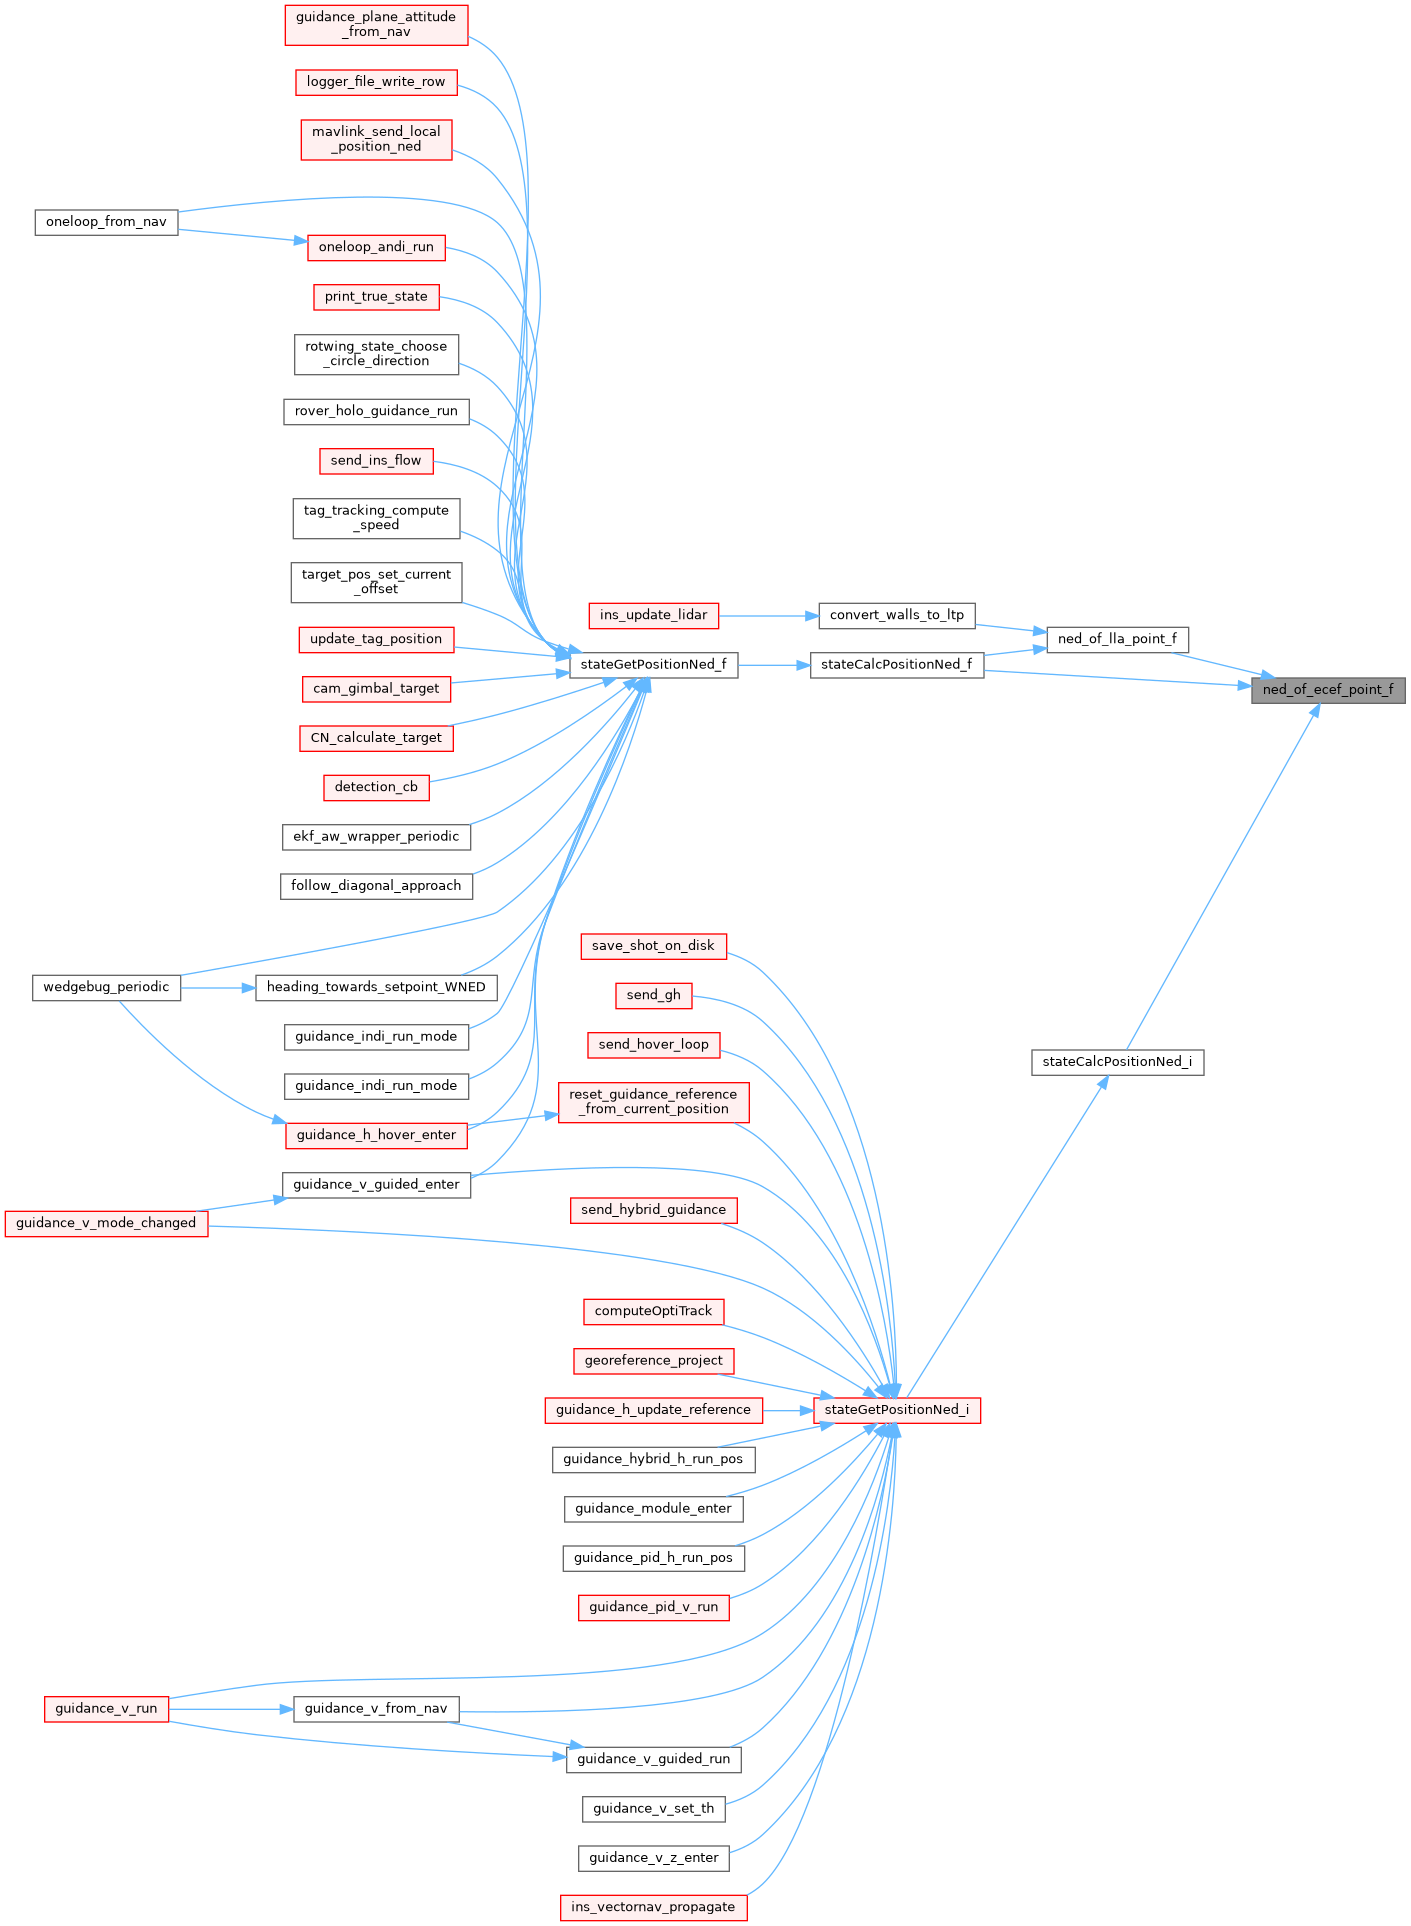 guidance_plane_attitude
_from_nav
logger_file_write_row
mavlink_send_local
_position_ned
oneloop_from_nav
oneloop_andi_run
print_true_state
rotwing_state_choose
_circle_direction
rover_holo_guidance_run
send_ins_flow
tag_tracking_compute
_speed
target_pos_set_current
_offset
update_tag_position
cam_gimbal_target
CN_calculate_target
detection_cb
ekf_aw_wrapper_periodic
follow_diagonal_approach
wedgebug_periodic
heading_towards_setpoint_WNED
guidance_indi_run_mode
guidance_indi_run_mode
guidance_h_hover_enter
guidance_v_guided_enter
guidance_v_mode_changed
stateGetPositionNed_f
ins_update_lidar
convert_walls_to_ltp
stateCalcPositionNed_f
ned_of_lla_point_f
ned_of_ecef_point_f
save_shot_on_disk
send_gh
send_hover_loop
reset_guidance_reference
_from_current_position
send_hybrid_guidance
computeOptiTrack
georeference_project
guidance_h_update_reference
guidance_hybrid_h_run_pos
guidance_module_enter
guidance_pid_h_run_pos
guidance_pid_v_run
guidance_v_run
guidance_v_from_nav
guidance_v_guided_run
guidance_v_set_th
guidance_v_z_enter
ins_vectornav_propagate
stateCalcPositionNed_i
stateGetPositionNed_i